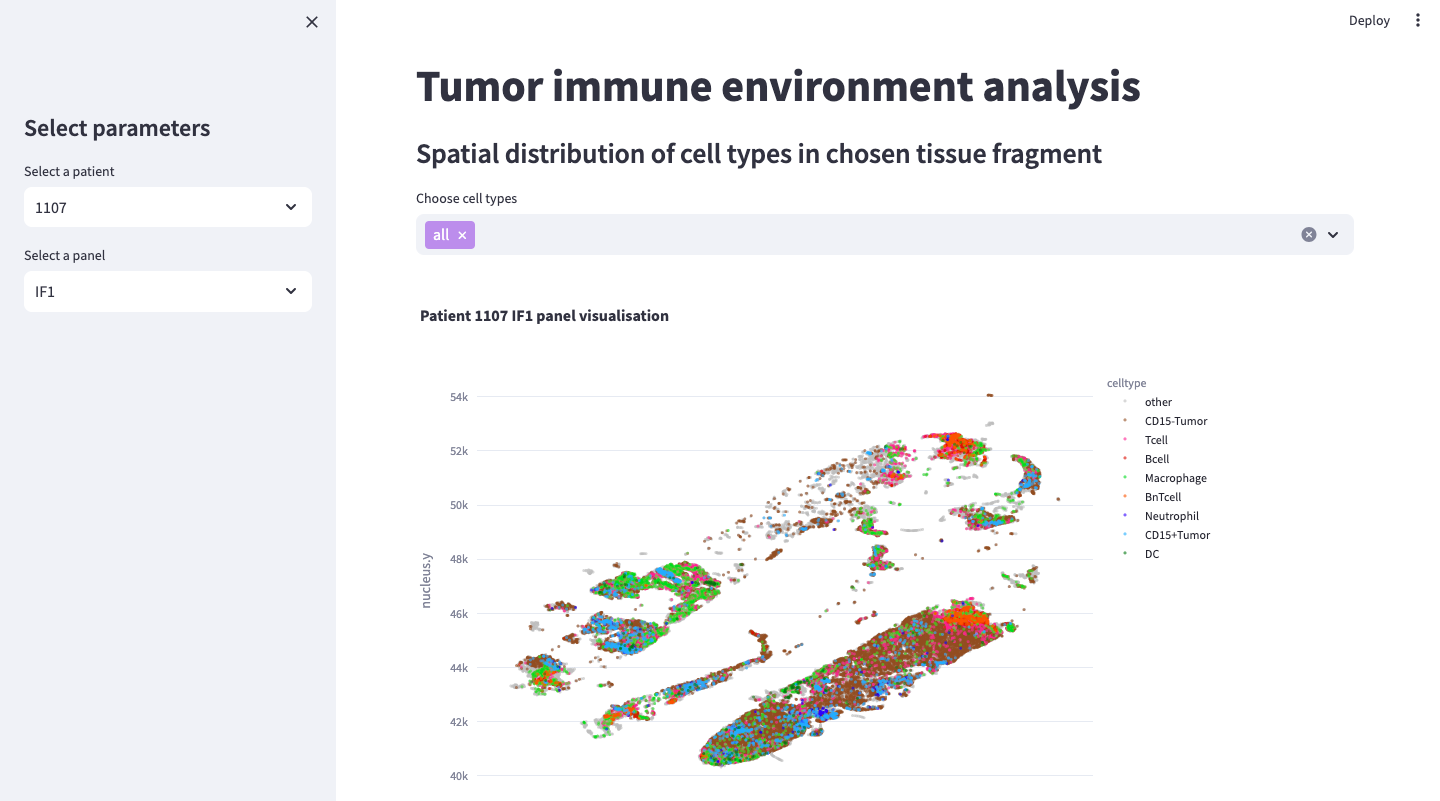 Deploy
Select parameters
Select a patient
1107
Select a panel
IF1
Tumor immune environment analysis
Spatial distribution of cell types in chosen tissue fragment
Choose cell types
all
Patient 1107 IF1 panel visualisation
nucleus.y
54k
52k
50k
48k
46k
44k
42k
40k
celltype
other
CD15-Tumor
Tcell
Bcell
Macrophage
BnTcell
Neutrophil
CD15+Tumor
DC